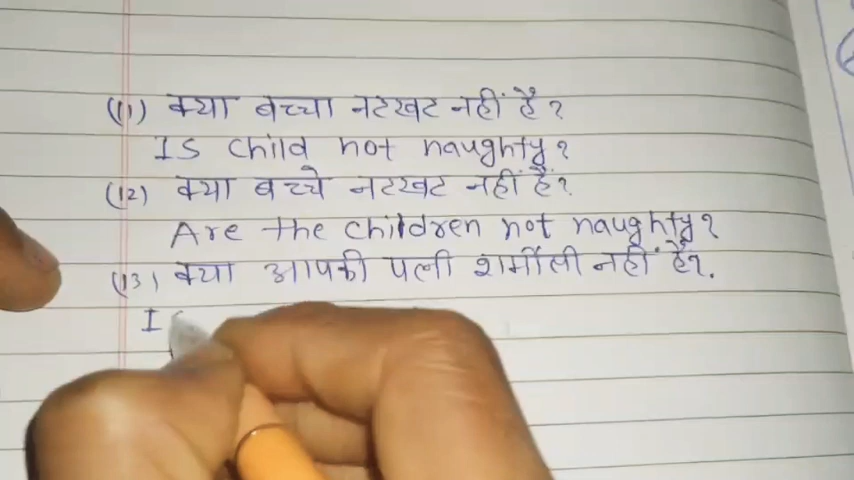 (11) क्या बच्चा नटखट नहीं है?
IS child not naughty?
(12) क्या बच्चे नटखट नहीं हैं?
Are the children not naughty?
(13) क्या आपकी पत्नी शर्मीली नहीं हैं?.
I